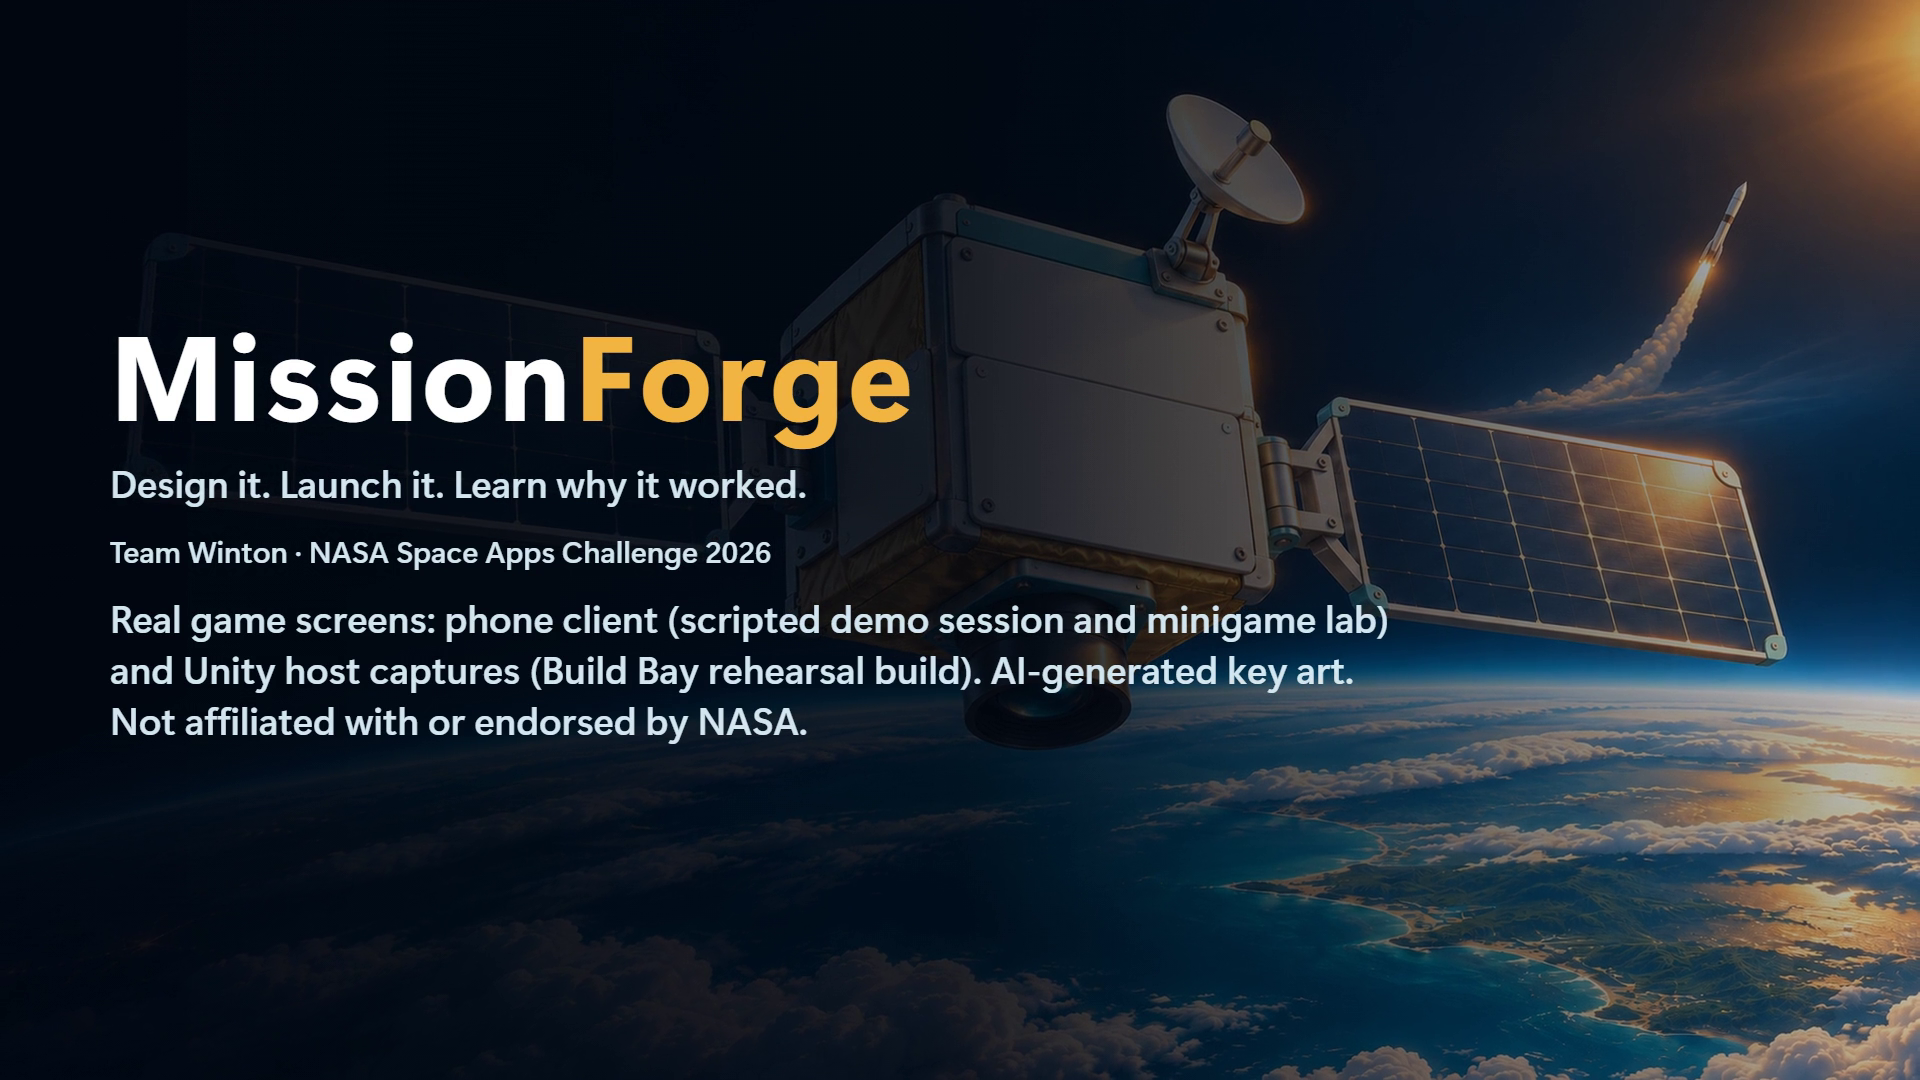 MissionForge
Design it. Launch it. Learn why it worked.
Team Winton · NASA Space Apps Challenge 2026
Real game screens: phone client (scripted demo session and minigame lab)
and Unity host captures (Build Bay rehearsal build). AI-generated key art.
Not affiliated with or endorsed by NASA.